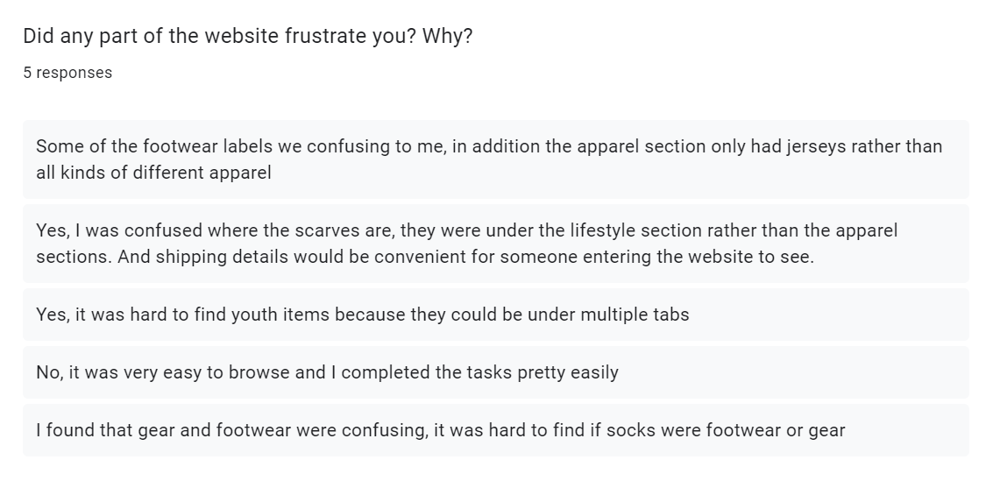 Did any part of the website frustrate you? Why?
5 responses
Some of the footwear labels we confusing to me, in addition the apparel section only had jerseys rather than
all kinds of different apparel
Yes, I was confused where the scarves are, they were under the lifestyle section rather than the apparel
sections. And shipping details would be convenient for someone entering the website to see.
Yes, it was hard to find youth items because they could be under multiple tabs
No, it was very easy to browse and I completed the tasks pretty easily
I found that gear and footwear were confusing, it was hard to find if socks were footwear or gear